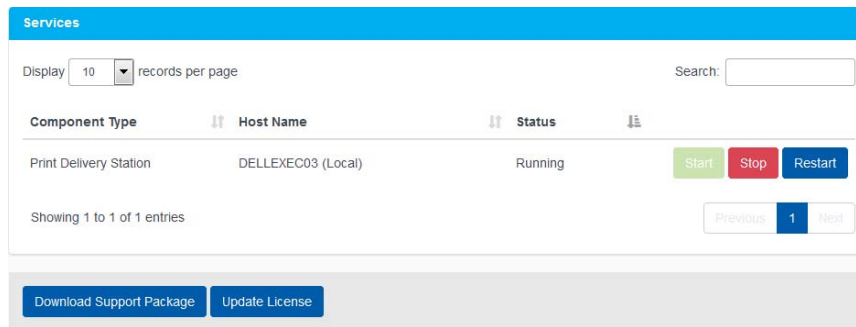 Services
Display 10 records per page Search:
Component Type Host Name Status
Print Delivery Station DELLEXEC03 (Local) Running Start Stop Restart
Showing 1 to 1 of 1 entries Previous 1 Next
Download Support Package Update License